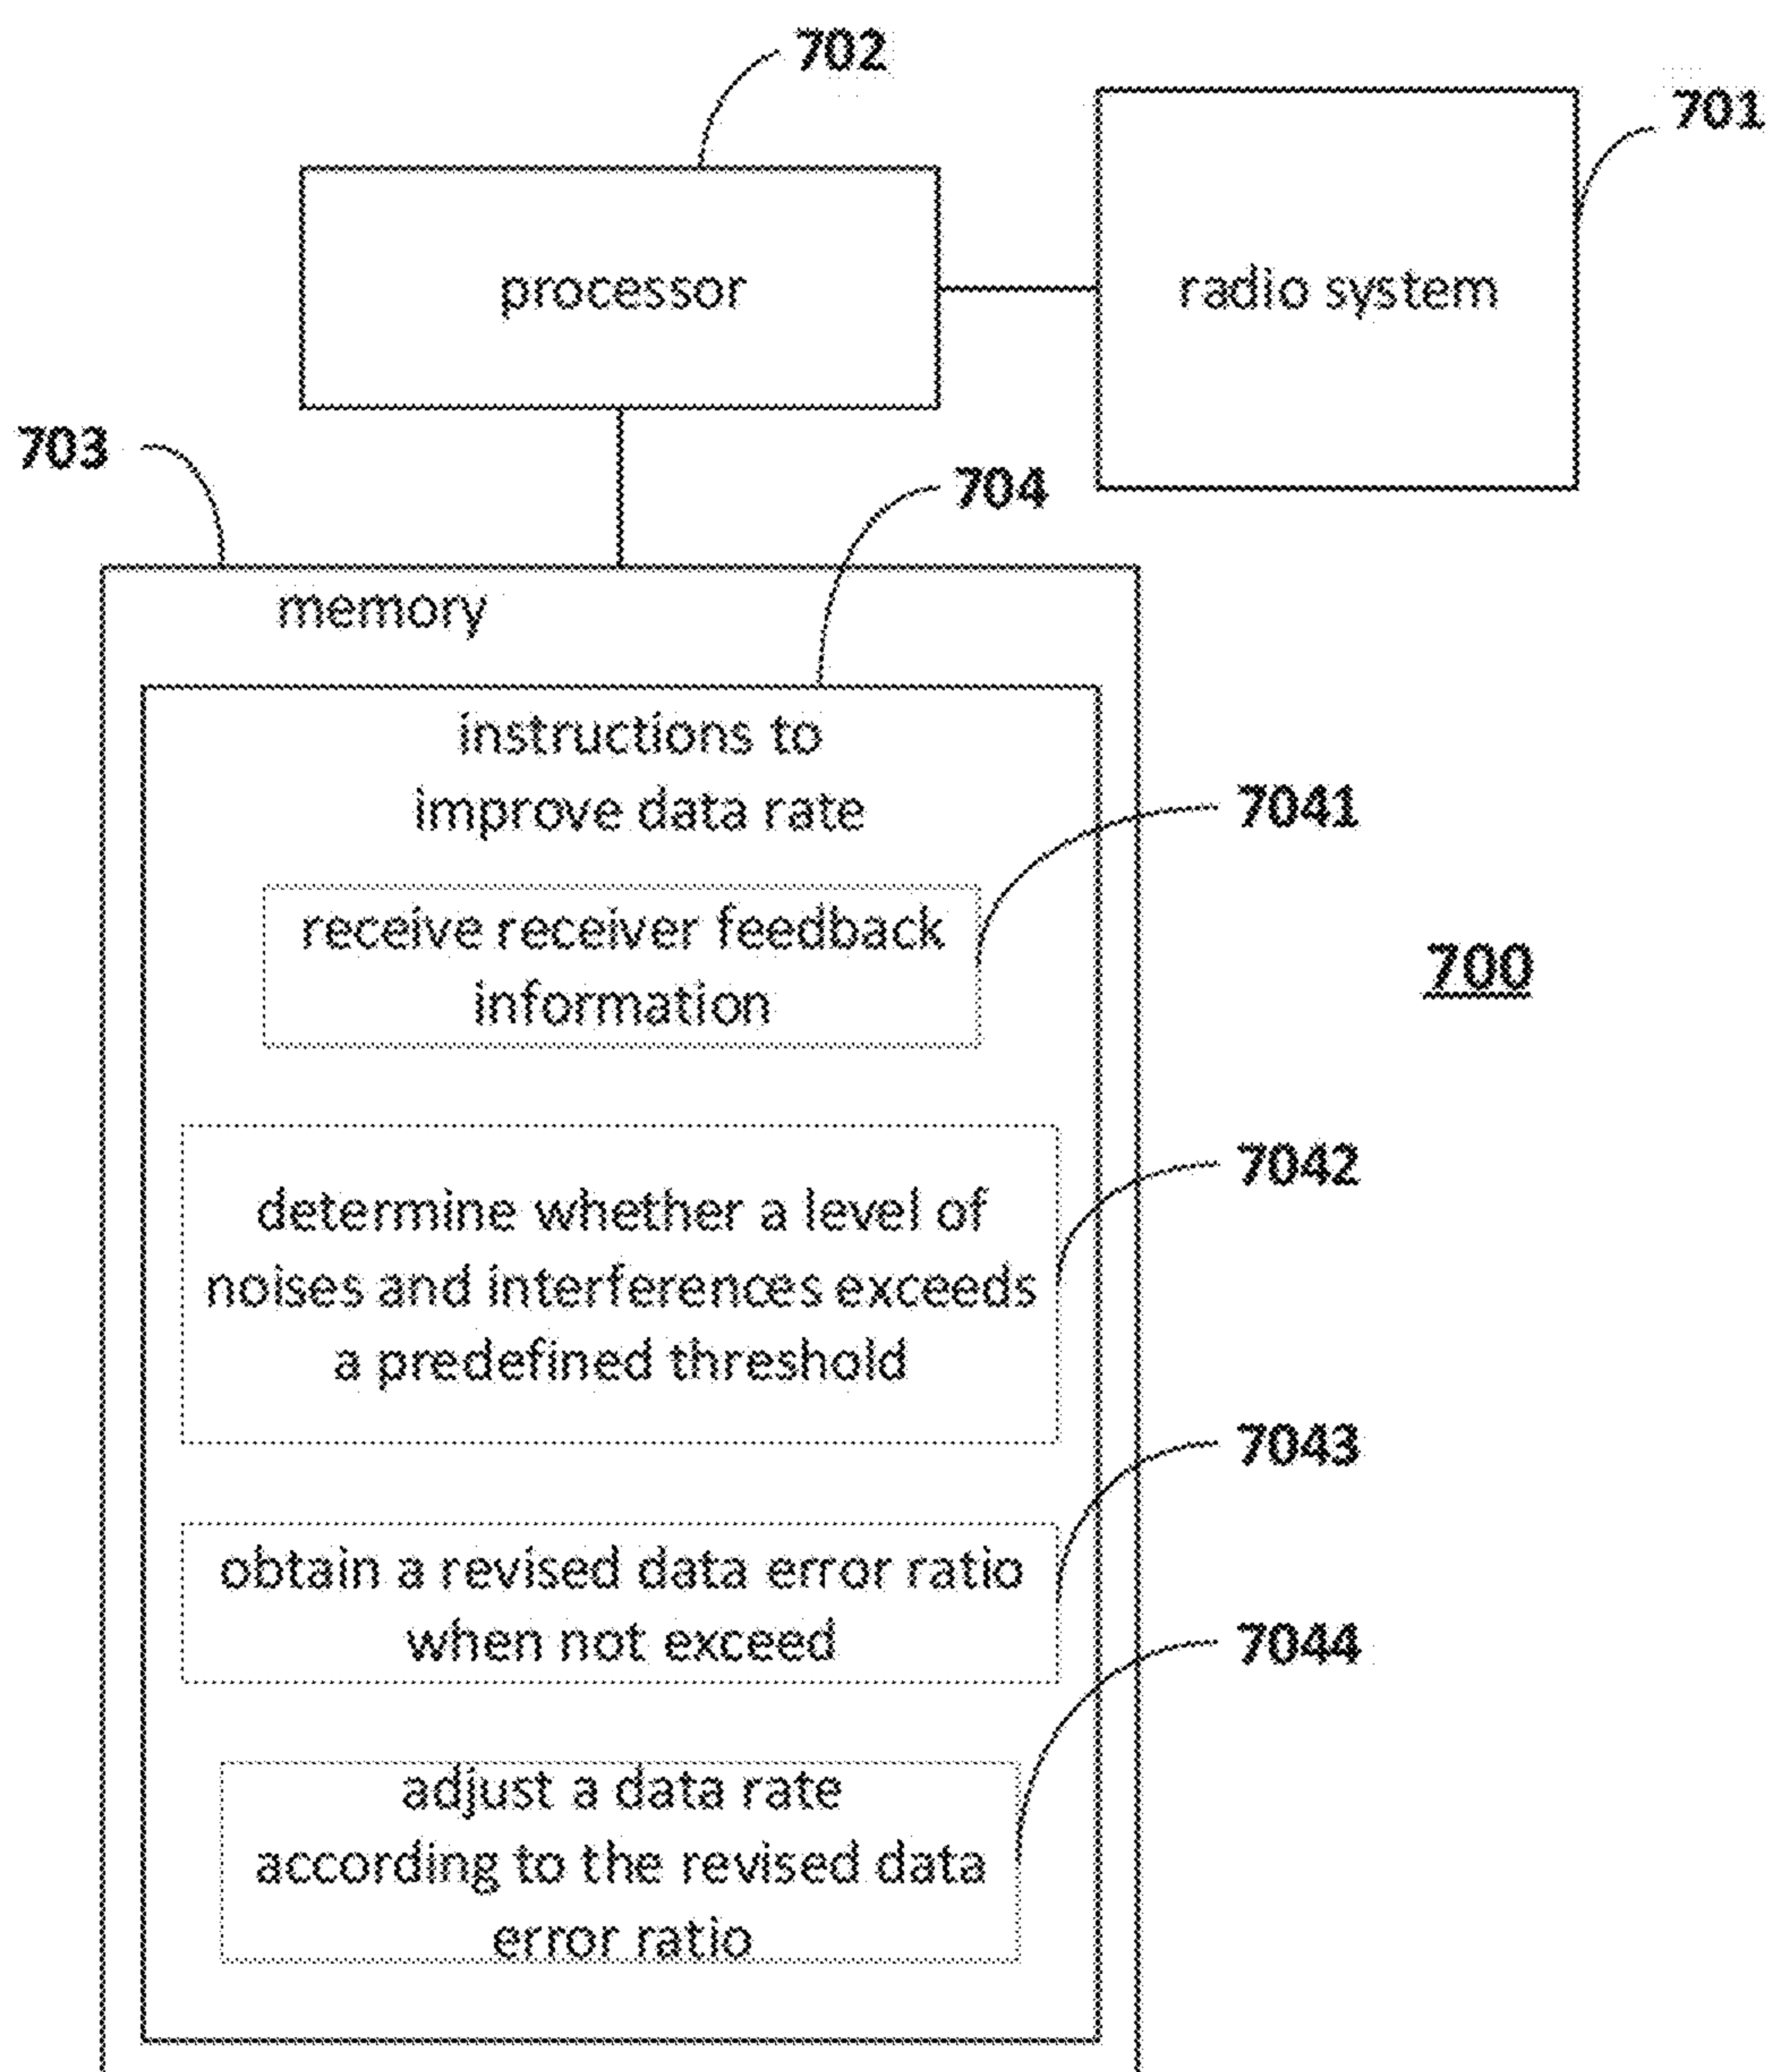 702
701
processor
radio system
703
704
memory
instructions to
improve data rate
7041
receive receiver feedback
information
700
7042
determine whether a level of
noises and interferences exceeds
a predefined threshold
7043
obtain a revised data error ratio
when not exceed
7044
adjust a data rate
according to the revised data
error ratio